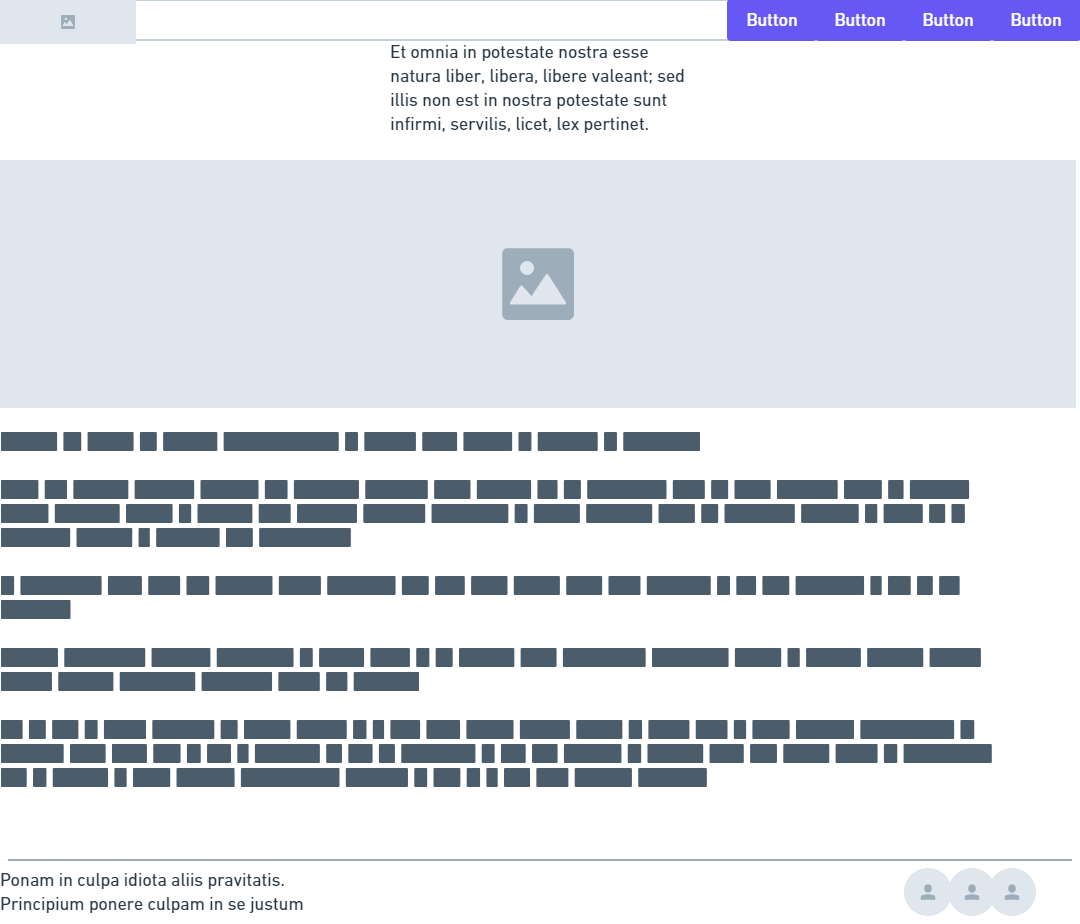 Button Button Button Button
Et omnia in potestate nostra esse
natura liber, libera, libere valeant; sed
illis non est in nostra potestate sunt
infirmi, servilis, licet, lex pertinet.
Ponam in culpa idiota aliis pravitatis.
Principium ponere culpam in se justum